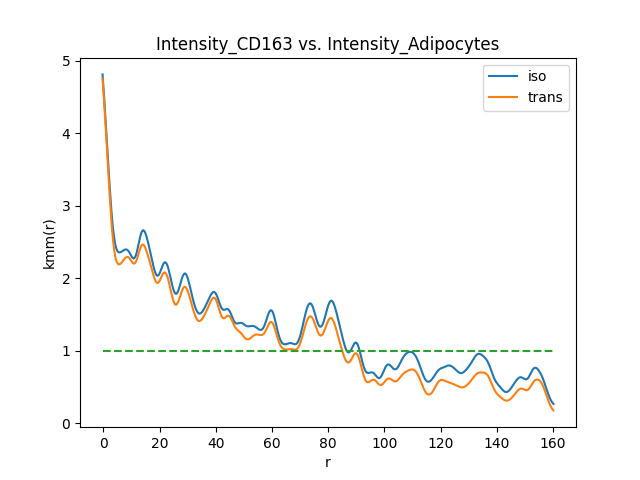 Intensity_CD163 vs. Intensity_Adipocytes
iso
trans
kmm(r)
5
4
3
2
1
0
0 20 40 60 80 100 120 140 160
r